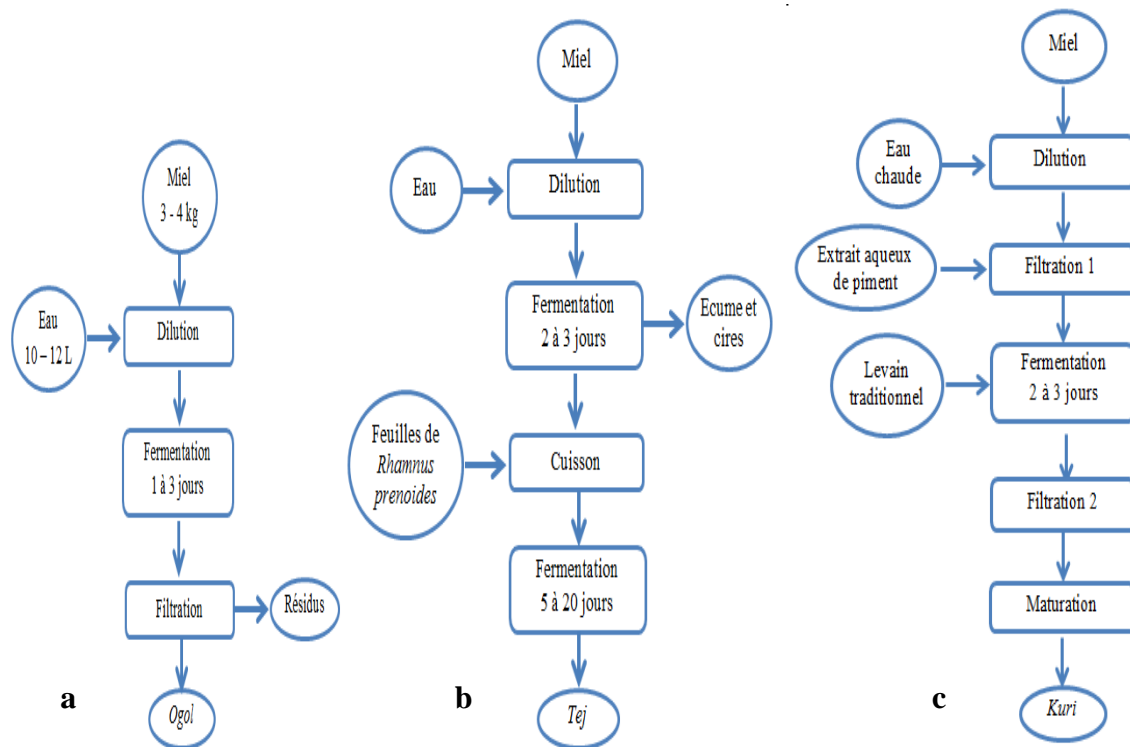 Miel
3 - 4 kg
Eau
10 – 12 L
Dilution
Fermentation
1 à 3 jours
Filtration
Résidus
a
Ogol
Miel
Eau
Dilution
Fermentation
2 à 3 jours
Ecume et
cires
Feuilles de
Rhamnus
prenoides
Cuisson
Fermentation
5 à 20 jours
b
Tej
Miel
Eau
chaude
Dilution
Extrait aqueux
de piment
Filtration 1
Levain
traditionnel
Fermentation
2 à 3 jours
Filtration 2
Maturation
c
Kuri